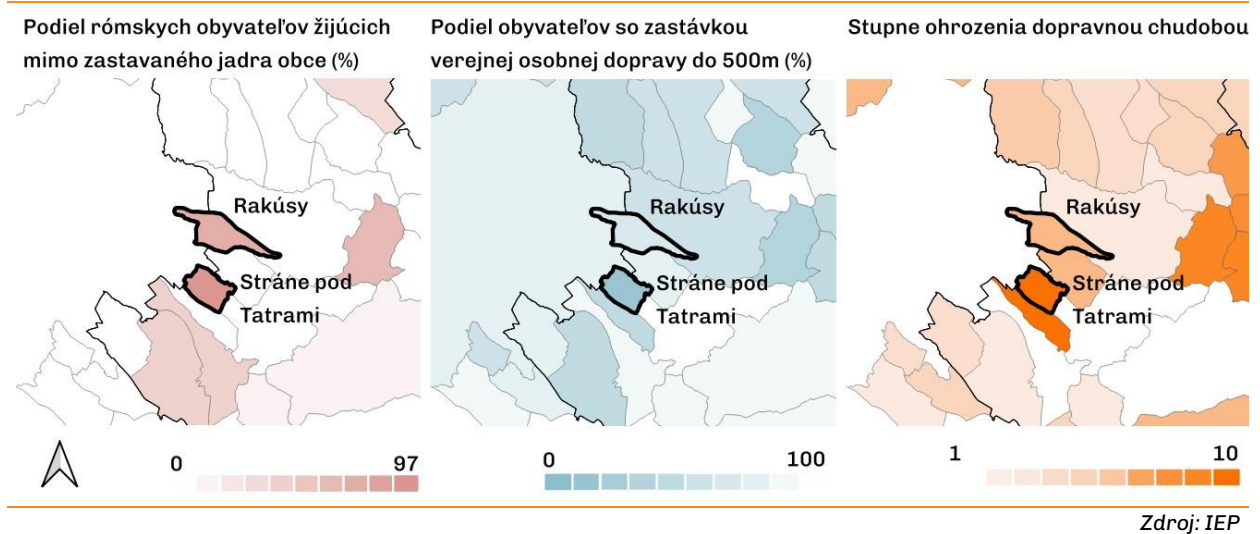 Podiel rómskych obyvateľov žijúcich
mimo zastavaného jadra obce (%)
Rakúsy
Stráne pod
Tatrami
0
97
Podiel obyvateľov so zastávkou
verejnej osobnej dopravy do 500m (%)
Rakúsy
Stráne pod
Tatrami
0
100
Stupne ohrozenia dopravnou chudobou
Rakúsy
Stráne pod
Tatrami
1
10
Zdroj: IEP